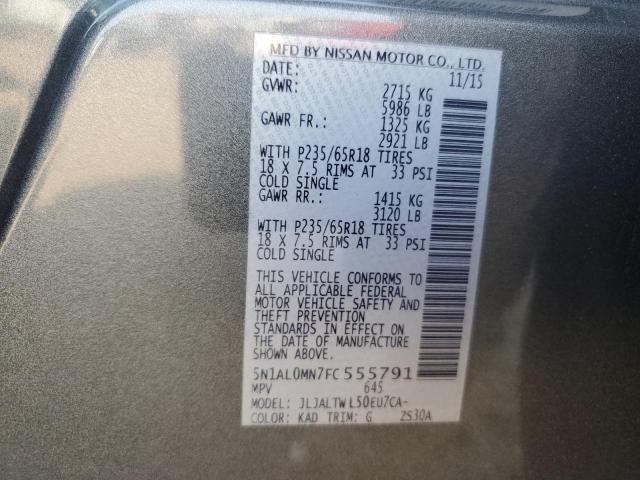 MFD BY NISSAN MOTOR CO., LTD.
DATE: 11/15
GVWR: 2715 KG
5986 LB
GAWR FR.: 1325 KG
2921 LB
WITH P235/65R18 TIRES
18 X 7.5 RIMS AT 33 PSI
COLD SINGLE
GAWR RR.: 1415 KG
3120 LB
WITH P235/65R18 TIRES
18 X 7.5 RIMS AT 33 PSI
COLD SINGLE
THIS VEHICLE CONFORMS TO
ALL APPLICABLE FEDERAL
MOTOR VEHICLE SAFETY AND
THEFT PREVENTION
STANDARDS IN EFFECT ON
THE DATE OF MANUFACTURE
SHOWN ABOVE.
5N1AL0MN7FC555791
MPV 645
MODEL: JLJALTWL50EU7CA-
COLOR: KAD TRIM: G ZS30A